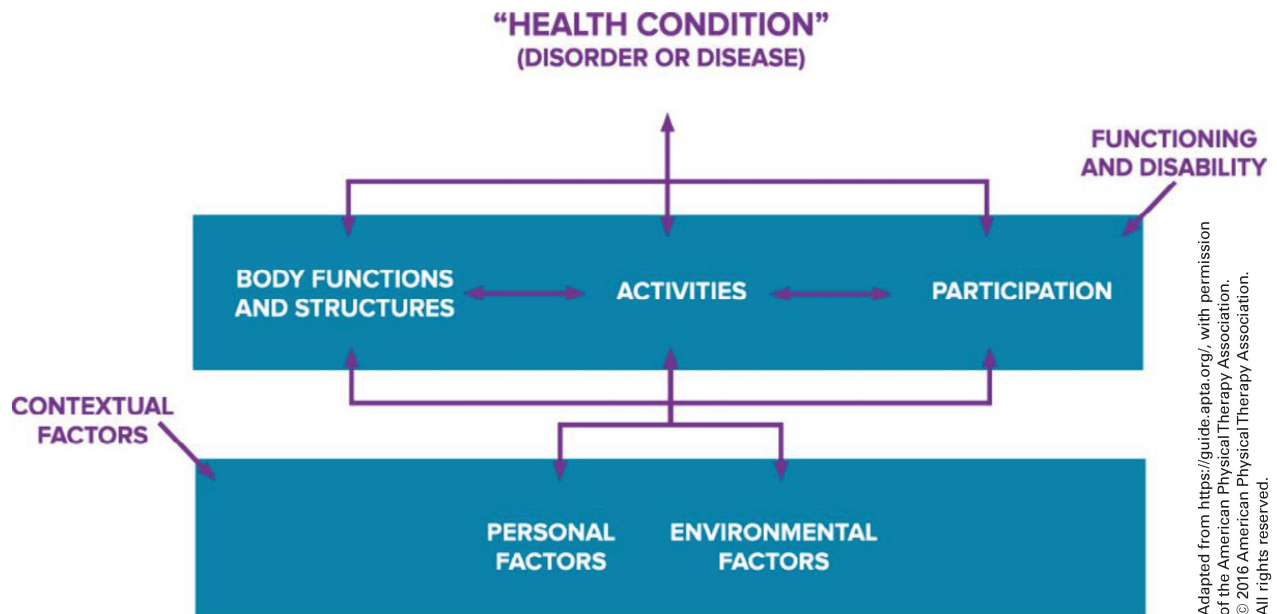 “HEALTH CONDITION”
(DISORDER OR DISEASE)
FUNCTIONING
AND DISABILITY
BODY FUNCTIONS
AND STRUCTURES
ACTIVITIES
PARTICIPATION
CONTEXTUAL
FACTORS
PERSONAL
FACTORS
ENVIRONMENTAL
FACTORS
Adapted from https://guide.apta.org/, with permission
of the American Physical Therapy Association.
© 2016 American Physical Therapy Association.
All rights reserved.